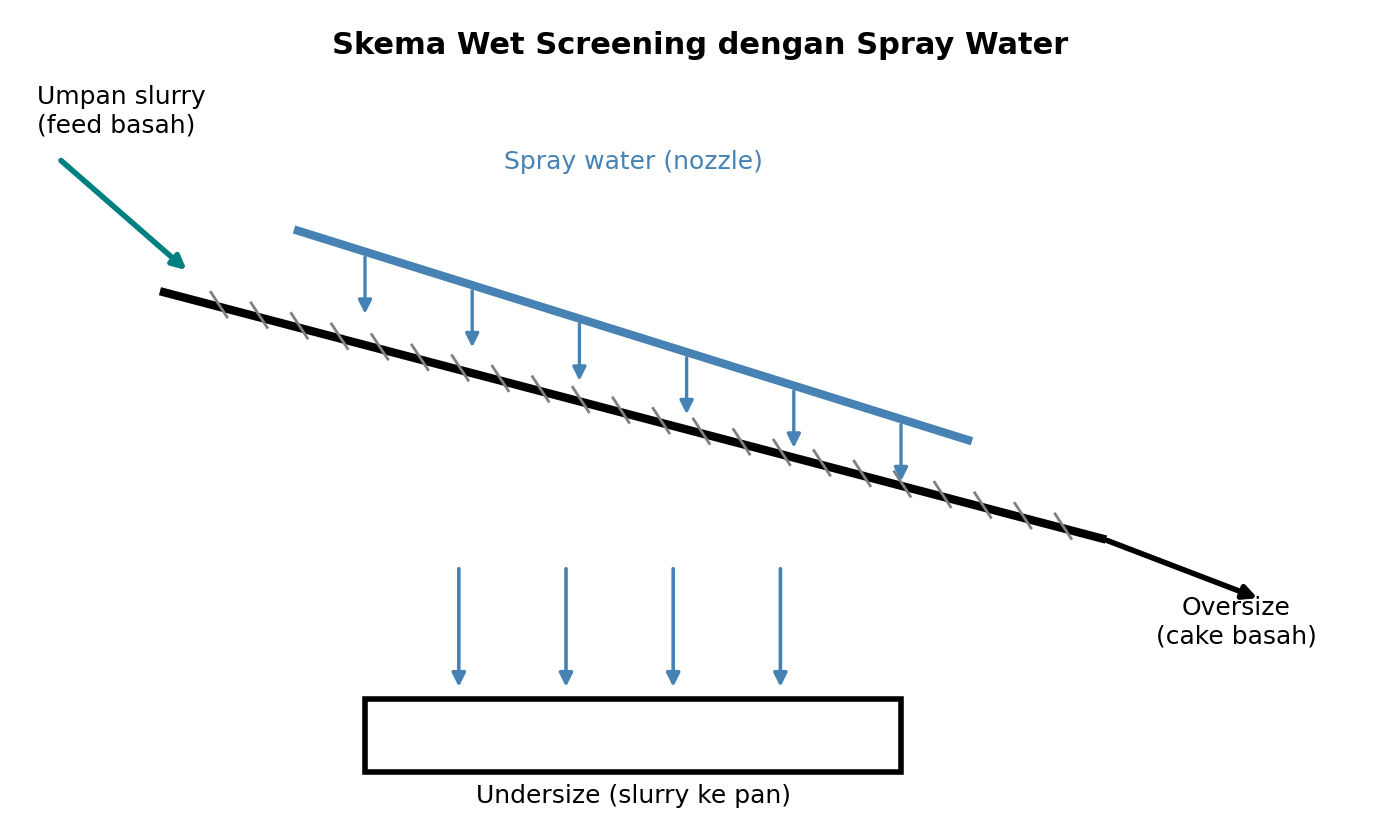 Skema Wet Screening dengan Spray Water
Umpan slurry
(feed basah)
Spray water (nozzle)
Oversize
(cake basah)
Undersize (slurry ke pan)